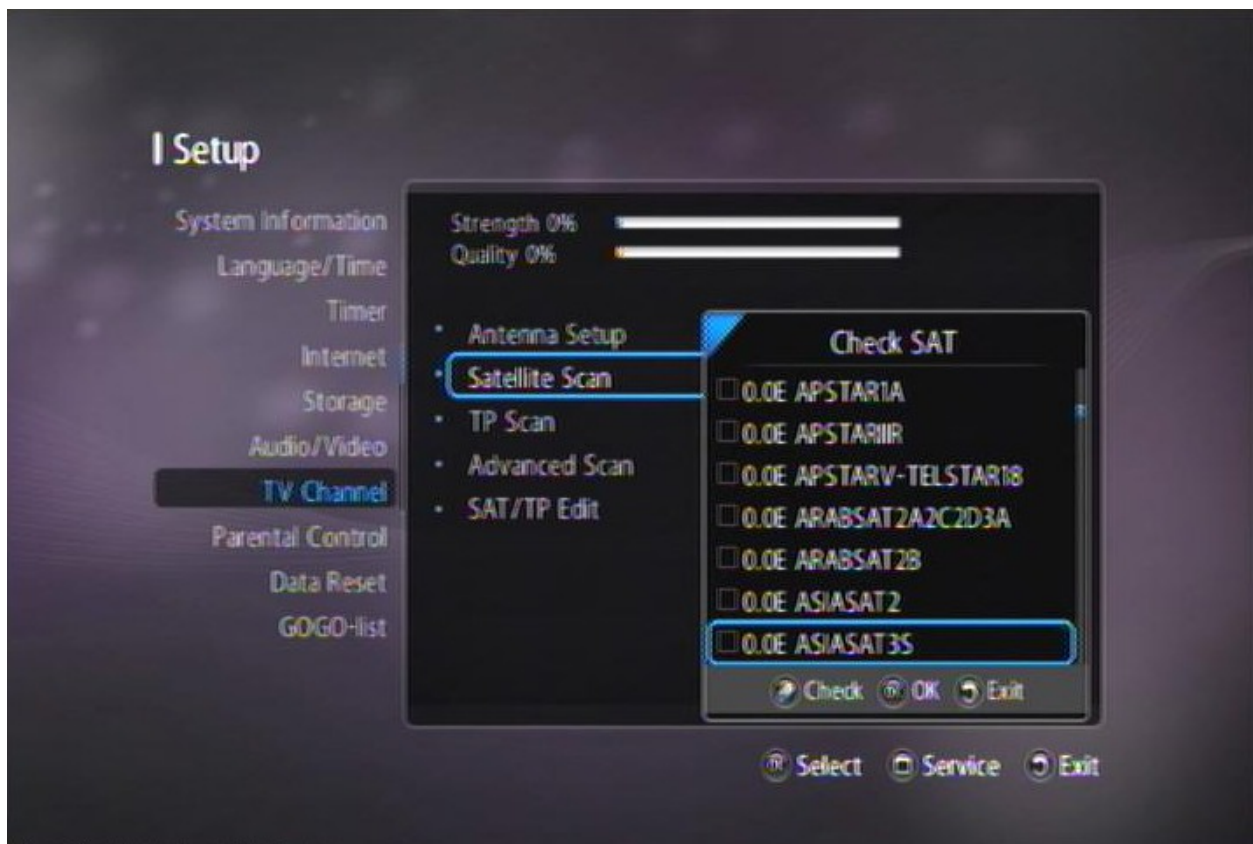 Setup
System Information
Language/Time
Timer
Internet
Storage
Audio/Video
TV Channel
Parental Control
Data Reset
GOGO-list
Strength 0%
Quality 0%
Antenna Setup
Satellite Scan
TP Scan
Advanced Scan
SAT/TP Edit
Check SAT
0.0E APSTAR1A
0.0E APSTARIIR
0.0E APSTARV-TELSTAR18
0.0E ARABSAT2A2C2D3A
0.0E ARABSAT2B
0.0E ASIASAT2
0.0E ASIASAT3S
Check OK Exit
Select Service Exit